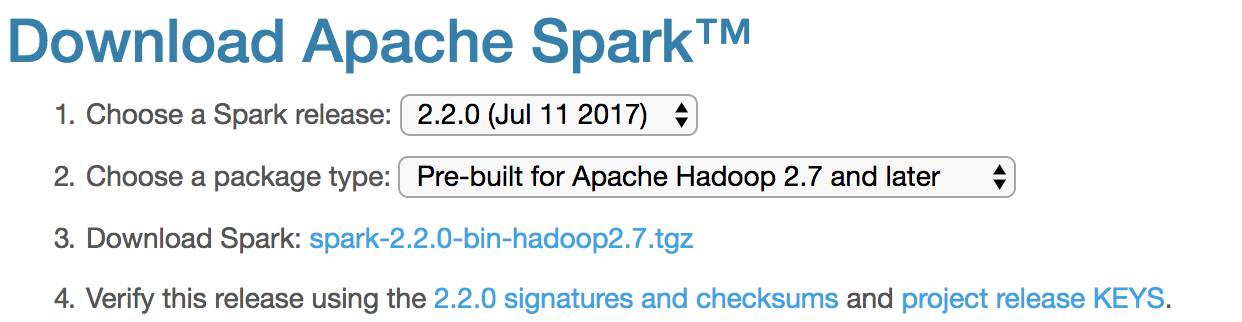 Download Apache Spark™
1. Choose a Spark release: 2.2.0 (Jul 11 2017)
2. Choose a package type: Pre-built for Apache Hadoop 2.7 and later
3. Download Spark: spark-2.2.0-bin-hadoop2.7.tgz
4. Verify this release using the 2.2.0 signatures and checksums and project release KEYS.